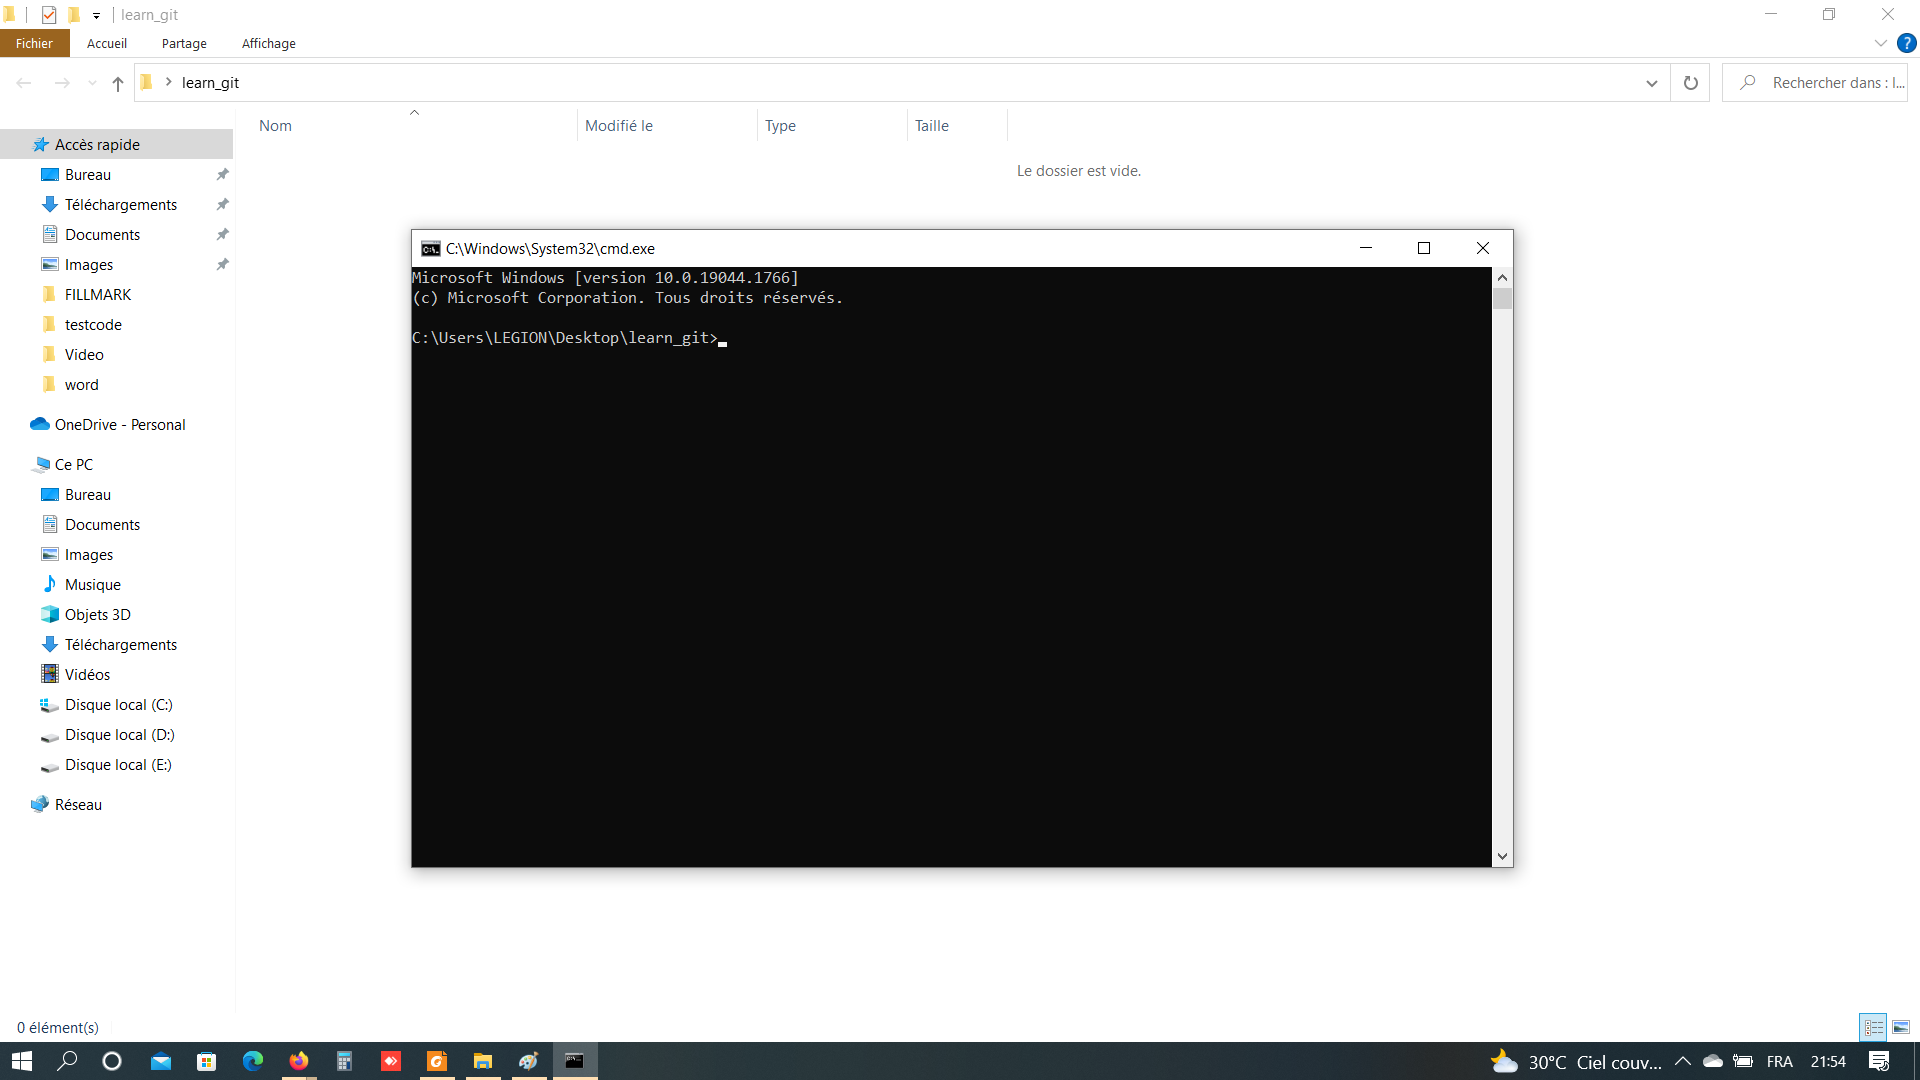 learn_git
Fichier
Accueil
Partage
Affichage
?
learn_git
Rechercher dans : l...
Nom
Modifié le
Type
Taille
Le dossier est vide.
Accès rapide
Bureau
Téléchargements
Documents
Images
FILLMARK
testcode
Video
word
OneDrive - Personal
Ce PC
Bureau
Documents
Images
Musique
Objets 3D
Téléchargements
Vidéos
Disque local (C:)
Disque local (D:)
Disque local (E:)
Réseau
C:\Windows\System32\cmd.exe
Microsoft Windows [version 10.0.19044.1766]
(c) Microsoft Corporation. Tous droits réservés.
C:\Users\LEGION\Desktop\learn_git>
0 élément(s)
30°C Ciel couv...
FRA
21:54